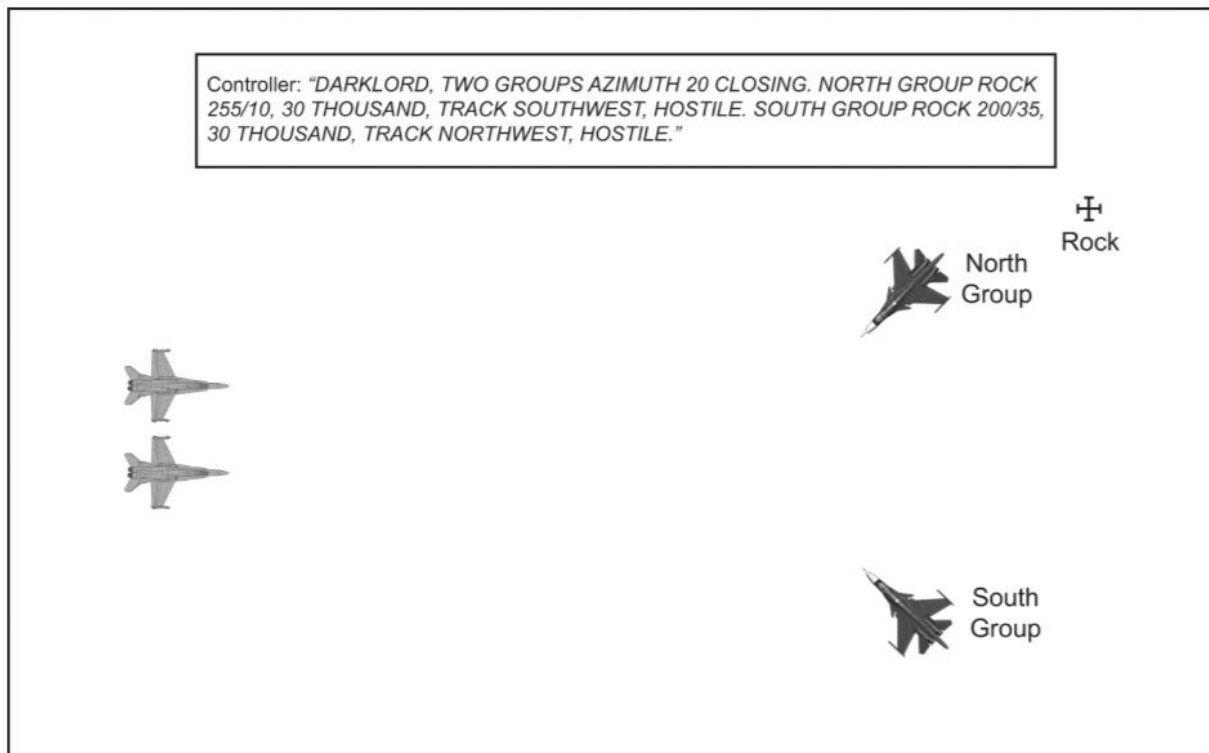 Controller: “DARKLORD, TWO GROUPS AZIMUTH 20 CLOSING. NORTH GROUP ROCK
255/10, 30 THOUSAND, TRACK SOUTHWEST, HOSTILE. SOUTH GROUP ROCK 200/35,
30 THOUSAND, TRACK NORTHWEST, HOSTILE.”
Rock
North
Group
South
Group